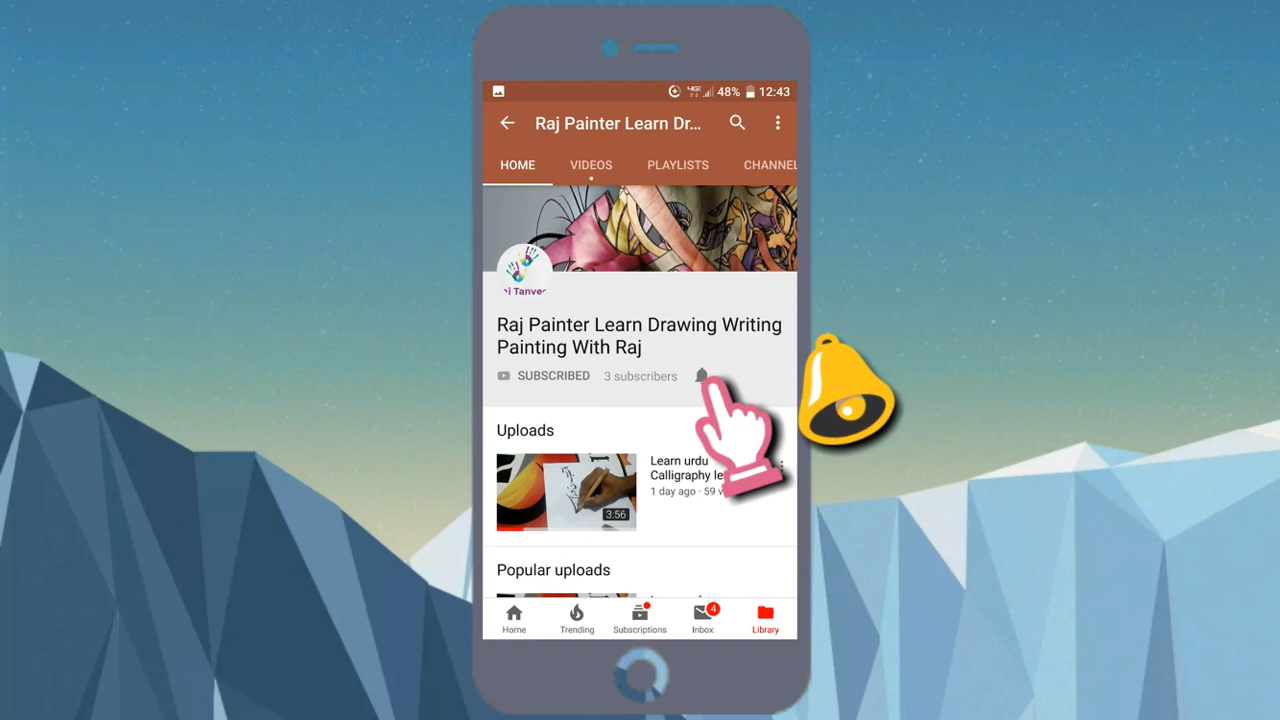 48% 12:43
Raj Painter Learn Dr...
HOME VIDEOS PLAYLISTS CHANNEL
Raj Painter Learn Drawing Writing
Painting With Raj
SUBSCRIBED 3 subscribers
Uploads
Learn urdu
Calligraphy le
1 day ago · 59 v
3:56
Popular uploads
Home Trending Subscriptions Inbox 4 Library